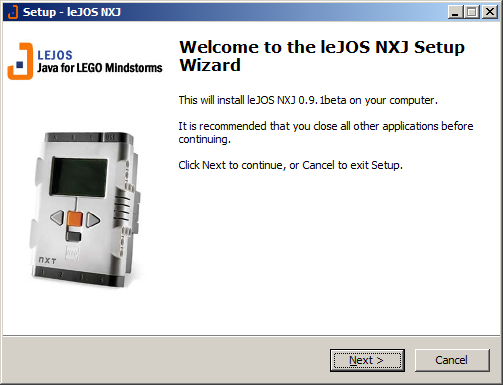 Setup - leJOS NXJ
LEJOS
Java for LEGO Mindstorms
Welcome to the leJOS NXJ Setup
Wizard
This will install leJOS NXJ 0.9.1beta on your computer.
It is recommended that you close all other applications before
continuing.
Click Next to continue, or Cancel to exit Setup.
NXT
Next >
Cancel